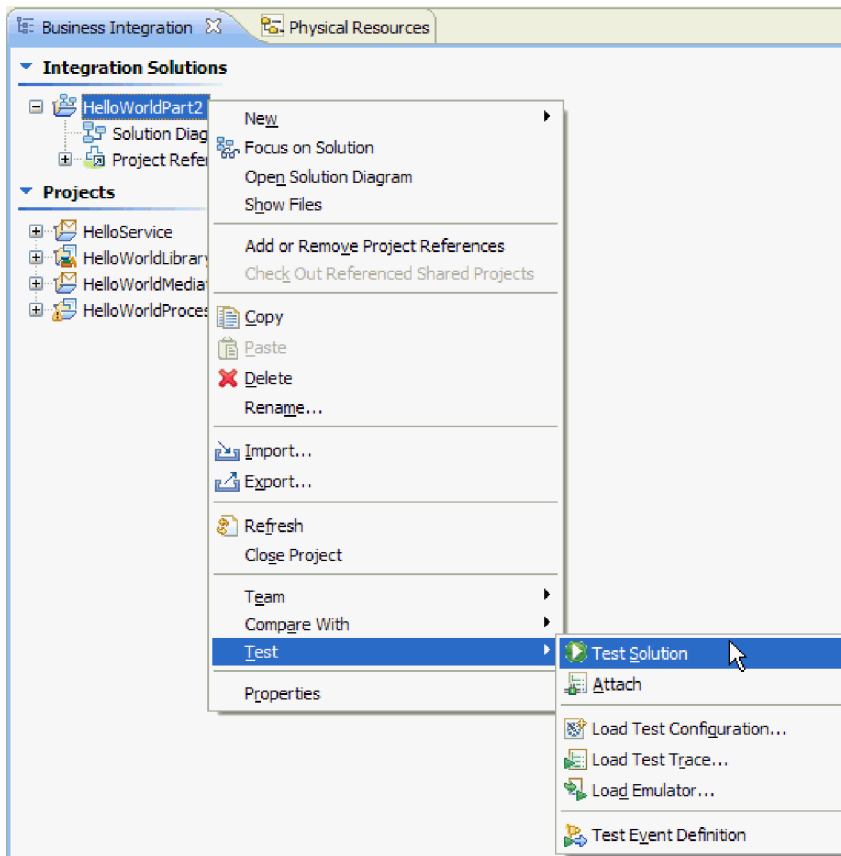 Business Integration
Physical Resources
Integration Solutions
HelloWorldPart2
Solution Diag
Project Refer
Projects
HelloService
HelloWorldLibrary
HelloWorldMediat
HelloWorldProces
New
Focus on Solution
Open Solution Diagram
Show Files
Add or Remove Project References
Check Out Referenced Shared Projects
Copy
Paste
Delete
Rename...
Import...
Export...
Refresh
Close Project
Team
Compare With
Test
Properties
Test Solution
Attach
Load Test Configuration...
Load Test Trace...
Load Emulator...
Test Event Definition